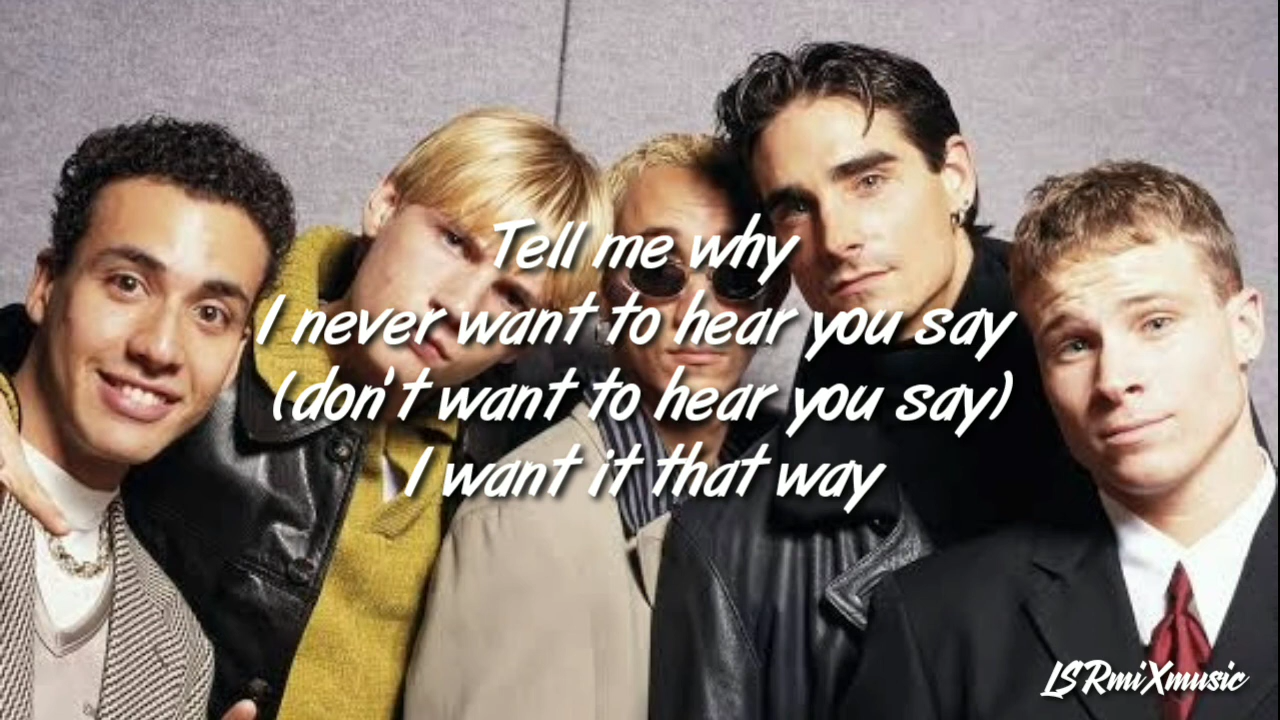 Tell me why
I never want to hear you say
(don't want to hear you say)
I want it that way
LSRmiXmusic